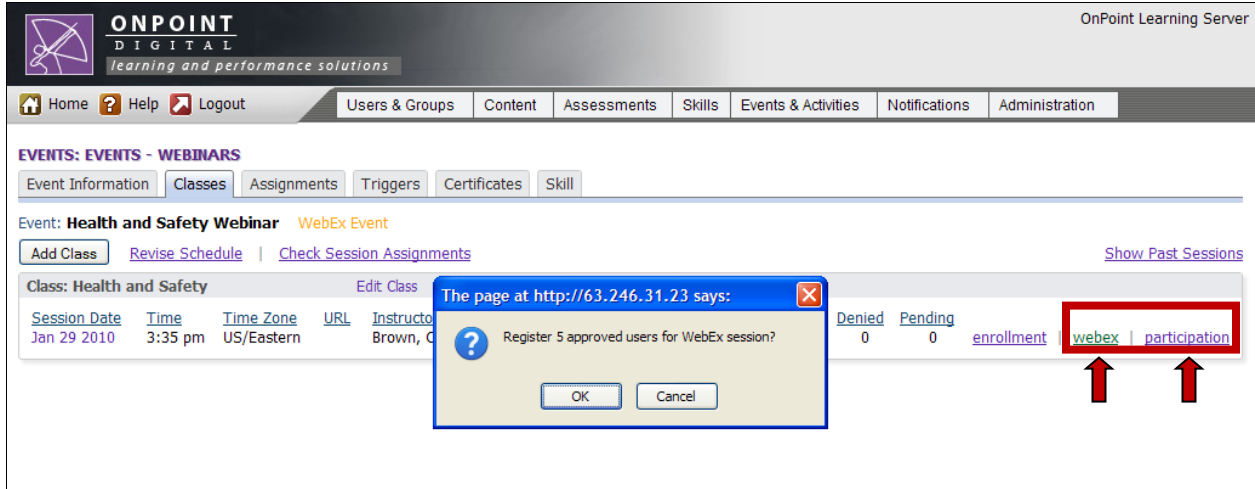 ONPOINT
DIGITAL
learning and performance solutions
OnPoint Learning Server
Home ? Help Logout Users & Groups Content Assessments Skills Events & Activities Notifications Administration
EVENTS: EVENTS - WEBINARS
Event Information Classes Assignments Triggers Certificates Skill
Event: Health and Safety Webinar WebEx Event
Add Class Revise Schedule | Check Session Assignments Show Past Sessions
Class: Health and Safety Edit Class
The page at http://63.246.31.23 says:
Session Date Time Time Zone URL Instructo Denied Pending
Jan 29 2010 3:35 pm US/Eastern Brown, 0 0 enrollment | webex | participation
? Register 5 approved users for WebEx session?
OK Cancel